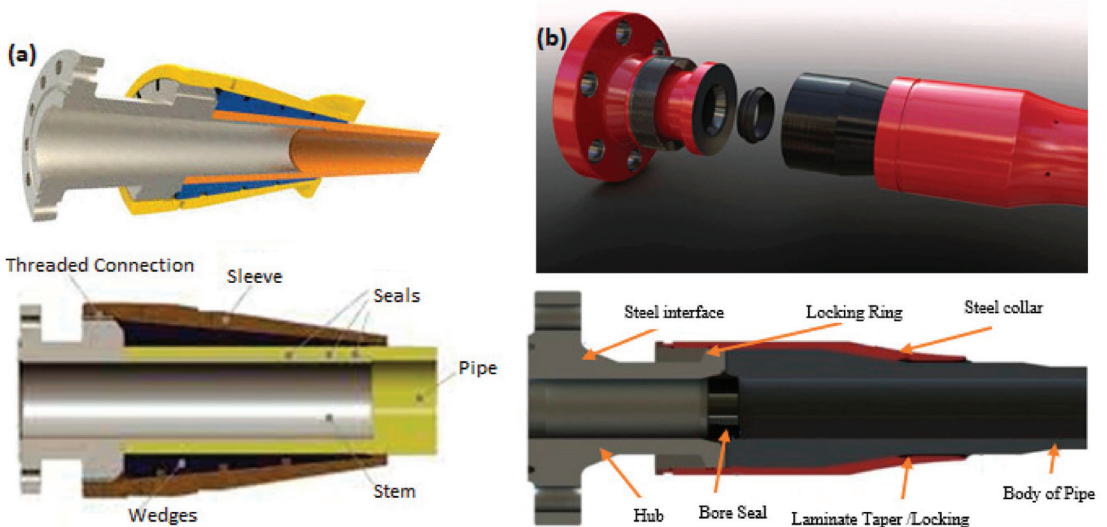 (a)
(b)
Threaded Connection
Sleeve
Seals
Pipe
Stem
Wedges
Steel interface
Locking Ring
Steel collar
Hub
Bore Seal
Laminate Taper /Locking
Body of Pipe